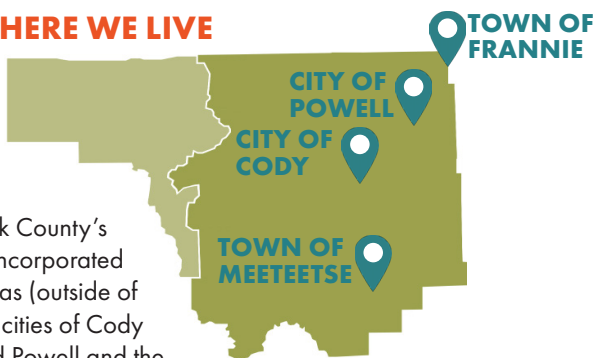 HERE WE LIVE
TOWN OF
FRANNIE
CITY OF
POWELL
CITY OF
CODY
TOWN OF
MEETEETSE
k County's
ncorporated
as (outside of
cities of Cody
d Powell and the